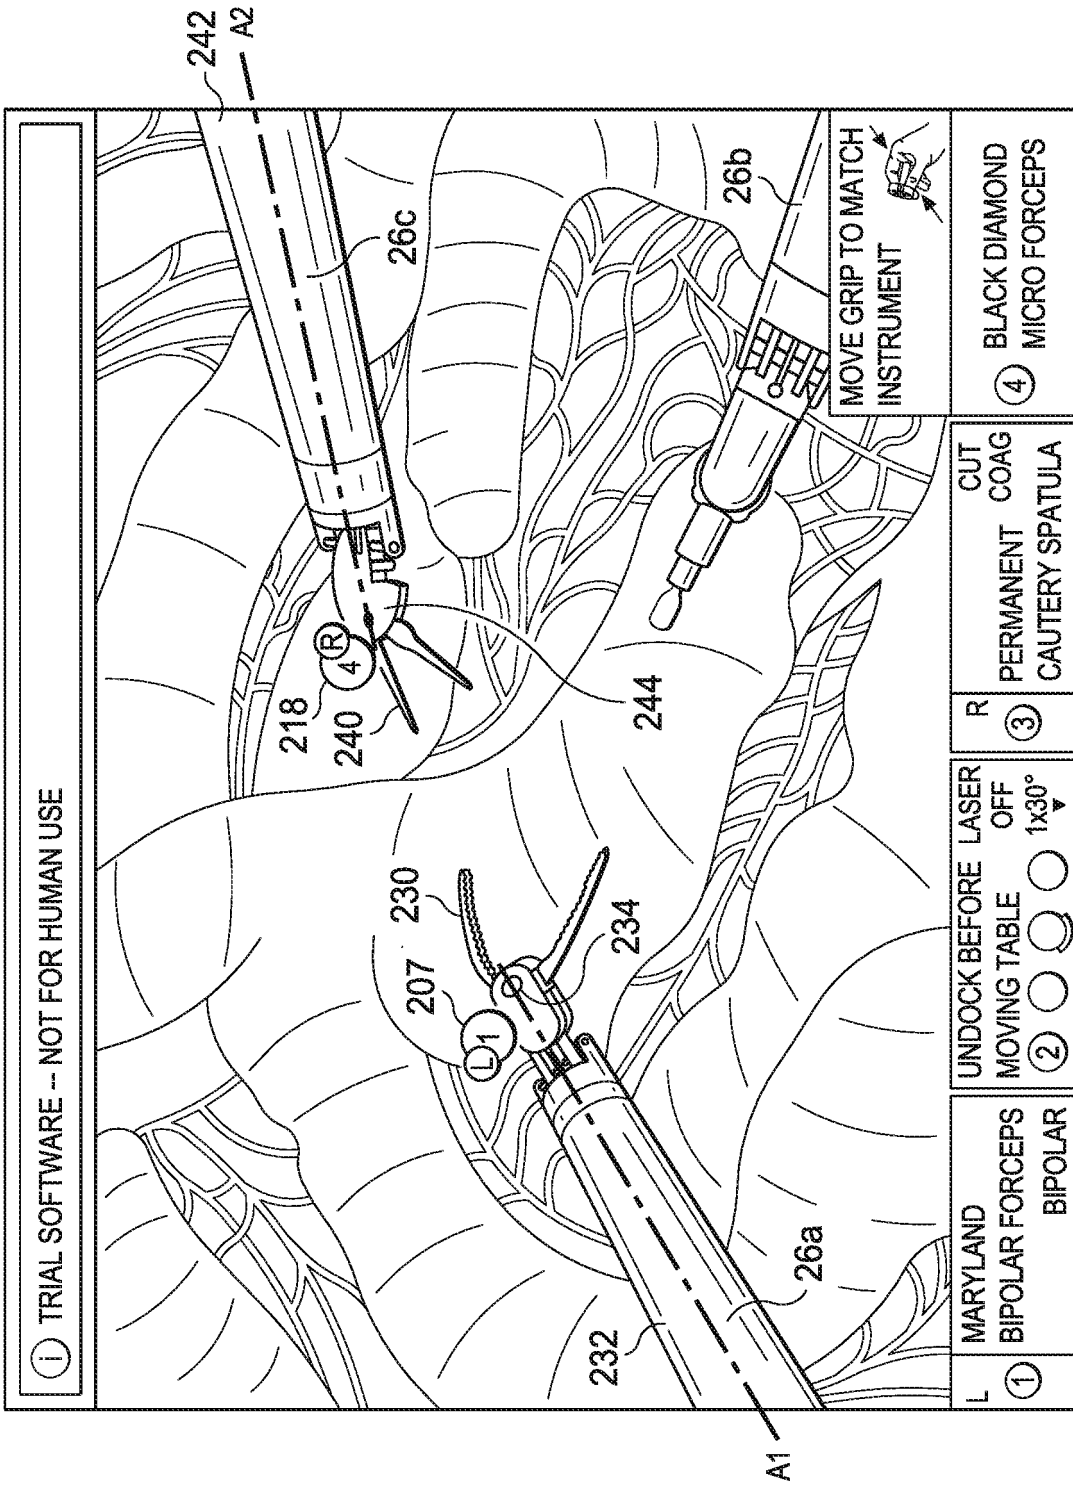 i TRIAL SOFTWARE -- NOT FOR HUMAN USE
242
A2
26c
R
4
218
240
244
26b
230
207
L
1
234
232
26a
A1
MOVE GRIP TO MATCH
INSTRUMENT
L
1
MARYLAND
BIPOLAR FORCEPS
BIPOLAR
UNDOCK BEFORE
MOVING TABLE
LASER
OFF
2
1x30°
R
3
CUT
PERMANENT COAG
CAUTERY SPATULA
4
BLACK DIAMOND
MICRO FORCEPS